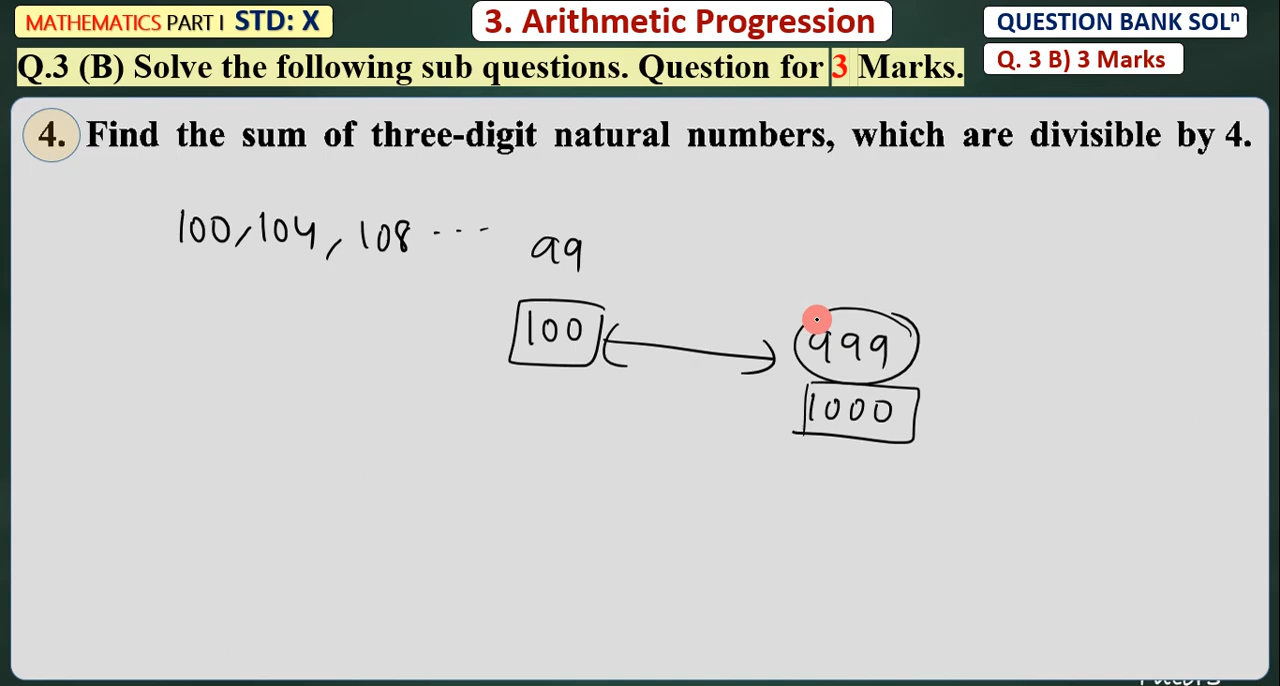 MATHEMATICS PART I STD: X
3. Arithmetic Progression
QUESTION BANK SOLⁿ
Q.3 (B) Solve the following sub questions. Question for 3 Marks.
Q. 3 B) 3 Marks
4. Find the sum of three-digit natural numbers, which are divisible by 4.
100, 104, 108 ...
99
100
999
1000